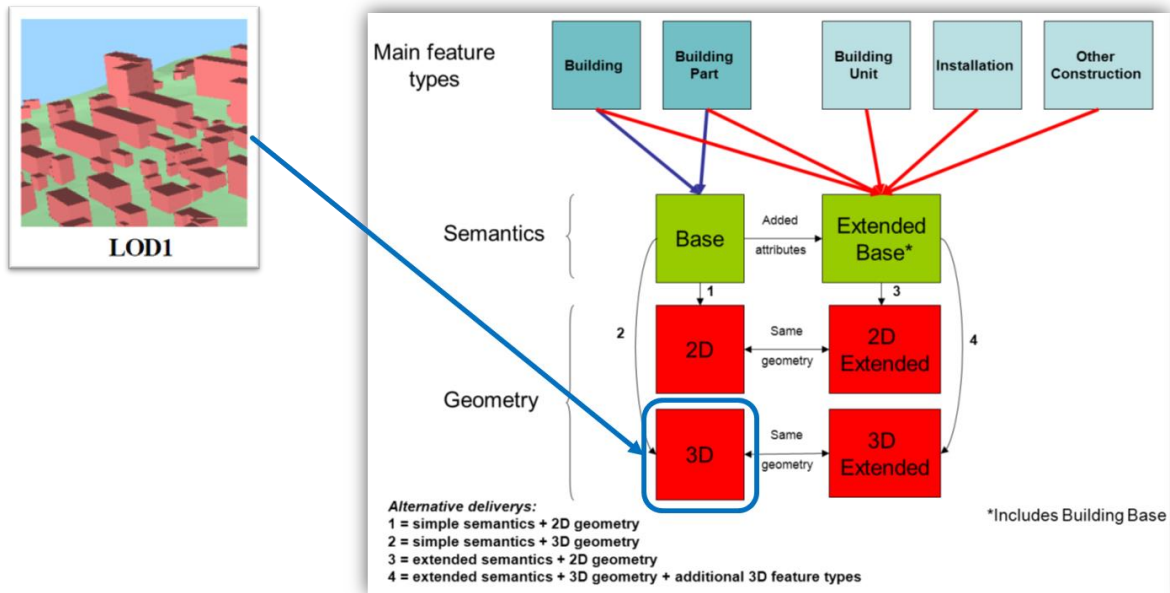 LOD1
Main feature
types
Building
Building
Part
Building
Unit
Installation
Other
Construction
Semantics
Base
Added
attributes
Extended
Base*
1
3
2
4
Geometry
2D
Same
geometry
2D
Extended
3D
Same
geometry
3D
Extended
Alternative deliverys:
1 = simple semantics + 2D geometry
2 = simple semantics + 3D geometry
3 = extended semantics + 2D geometry
4 = extended semantics + 3D geometry + additional 3D feature types
*Includes Building Base